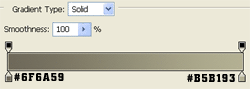 Gradient Type: Solid
Smoothness: 100 %
#6F6A59 #B5B193